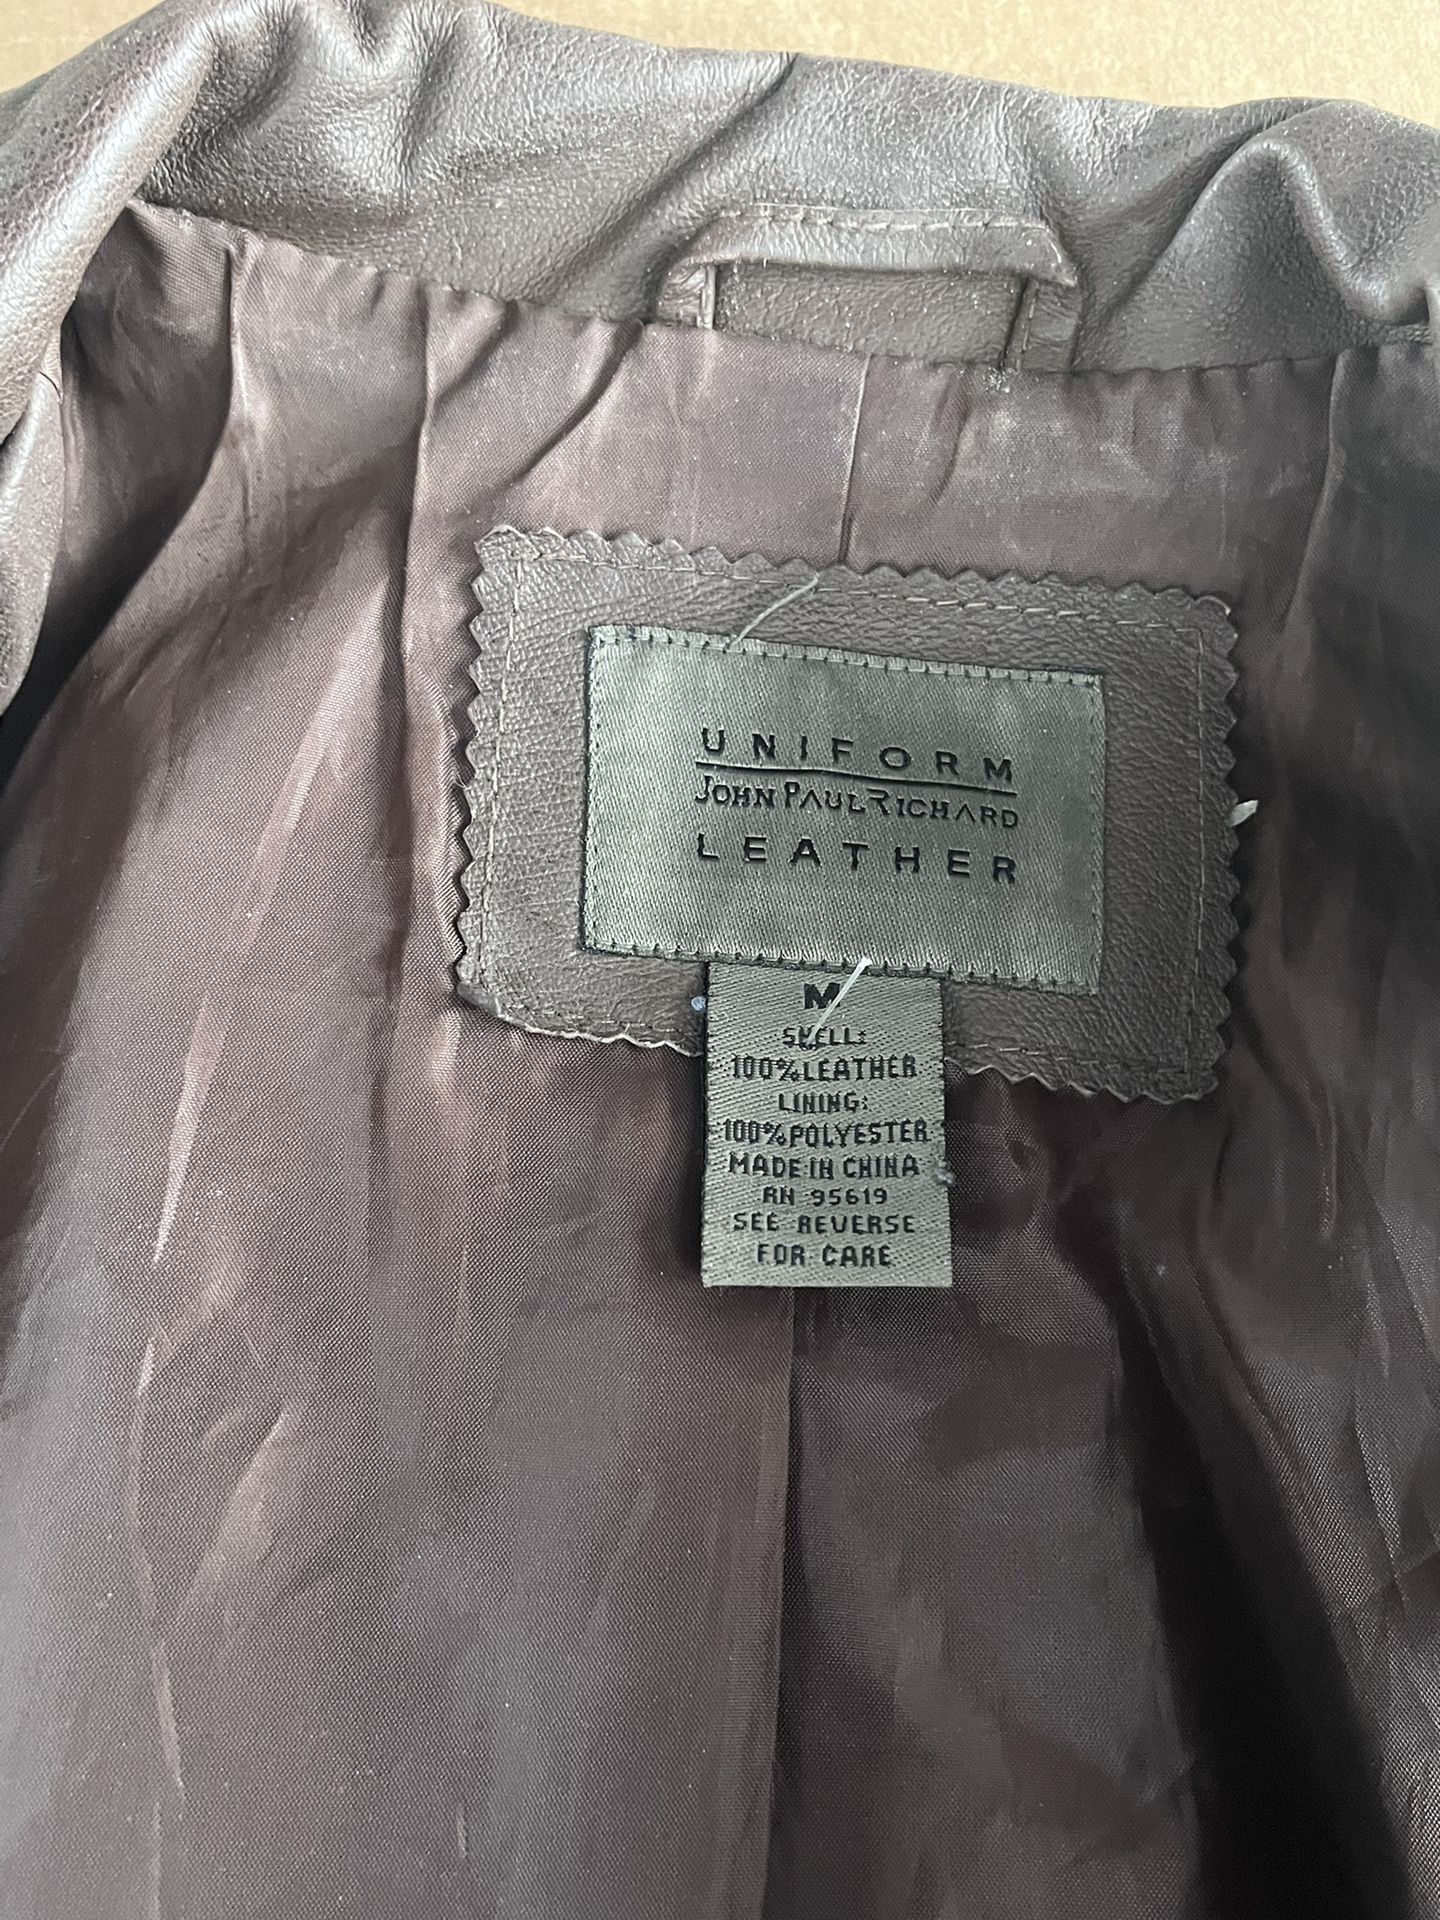 UNIFORM
JOHN PAUL RICHARD
LEATHER
M
SHELL:
100%LEATHER
LINING:
100%POLYESTER
MADE IN CHINA
RN 95619
SEE REVERSE
FOR CARE